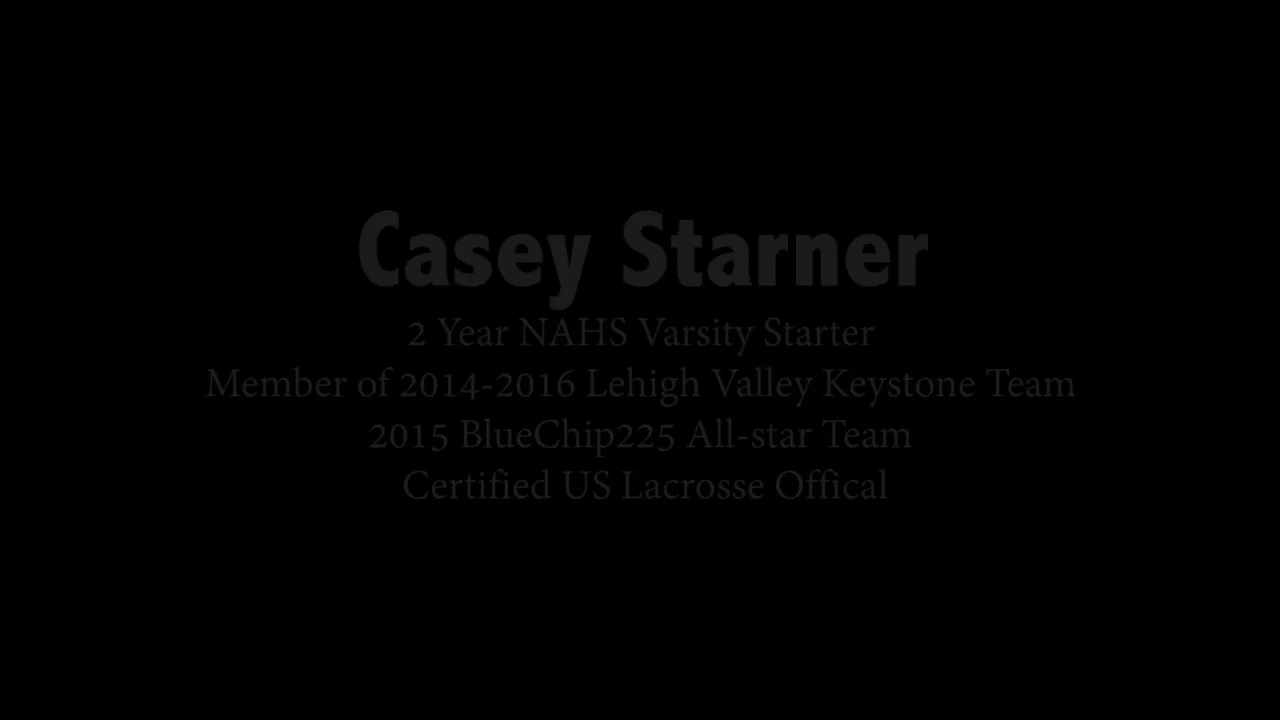 Casey Starner
2 Year NAHS Varsity Starter
Member of 2014-2016 Lehigh Valley Keystone Team
2015 BlueChip225 All-star Team
Certified US Lacrosse Offical